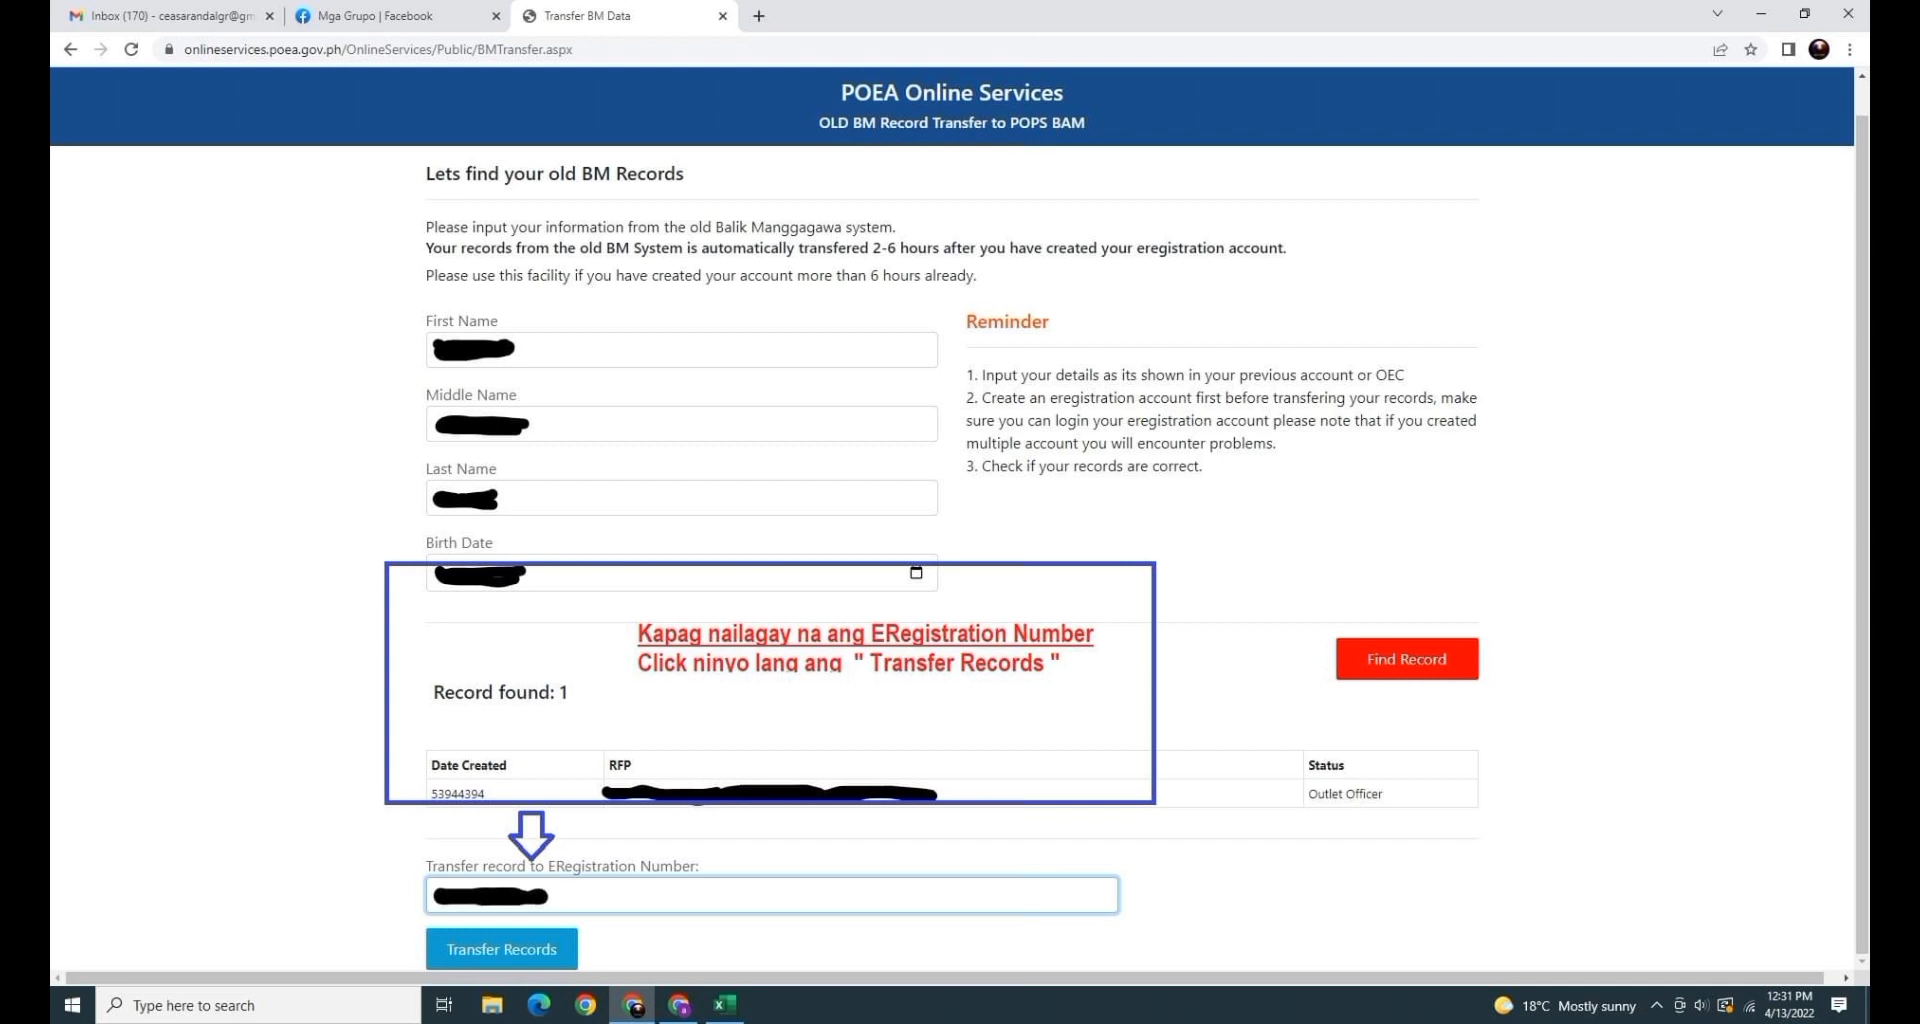 Inbox (170) - ceasarandalgr@gm
Mga Grupo | Facebook
Transfer BM Data
onlineservices.poea.gov.ph/OnlineServices/Public/BMTransfer.aspx
POEA Online Services
OLD BM Record Transfer to POPS BAM
Lets find your old BM Records
Please input your information from the old Balik Manggagawa system.
Your records from the old BM System is automatically transfered 2-6 hours after you have created your eregistration account.
Please use this facility if you have created your account more than 6 hours already.
First Name
Middle Name
Last Name
Birth Date
Reminder
1. Input your details as its shown in your previous account or OEC
2. Create an eregistration account first before transfering your records, make
sure you can login your eregistration account please note that if you created
multiple account you will encounter problems.
3. Check if your records are correct.
Kapag nailagay na ang ERegistration Number
Click ninyo lang ang " Transfer Records "
Find Record
Record found: 1
Date Created RFP Status
53944394 Outlet Officer
Transfer record to ERegistration Number:
Transfer Records
Type here to search
18°C Mostly sunny
12:31 PM
4/13/2022